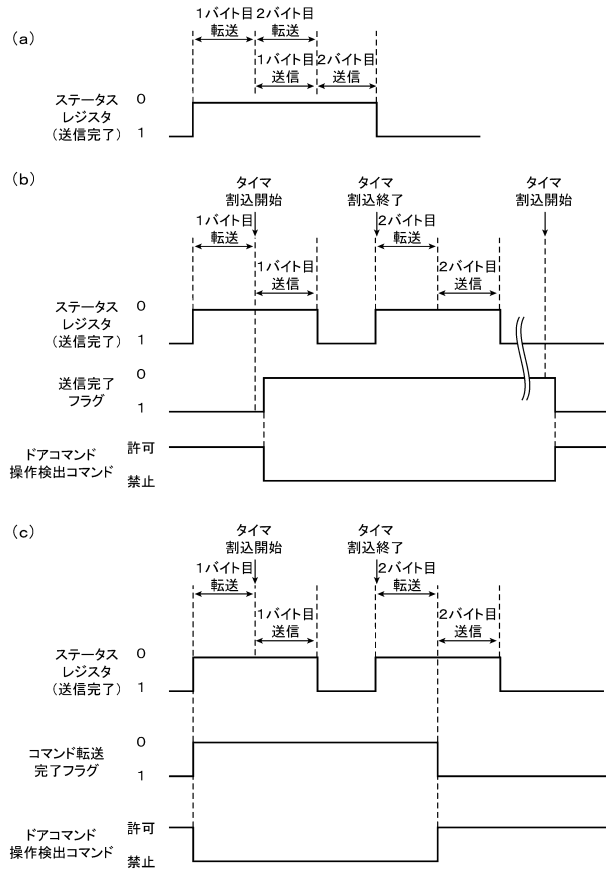 (a)
1バイト目 2バイト目
転送 転送
1バイト目 2バイト目
送信 送信
ステータス 0
レジスタ
(送信完了) 1
(b)
タイマ タイマ タイマ
割込開始 割込終了 割込開始
1バイト目 2バイト目
転送 転送
1バイト目 2バイト目
送信 送信
ステータス 0
レジスタ
(送信完了) 1
0
送信完了
フラグ
1
許可
ドアコマンド
操作検出コマンド
禁止
(c)
タイマ タイマ
割込開始 割込終了
1バイト目 2バイト目
転送 転送
1バイト目 2バイト目
送信 送信
ステータス 0
レジスタ
(送信完了) 1
0
コマンド転送
完了フラグ
1
許可
ドアコマンド
操作検出コマンド
禁止